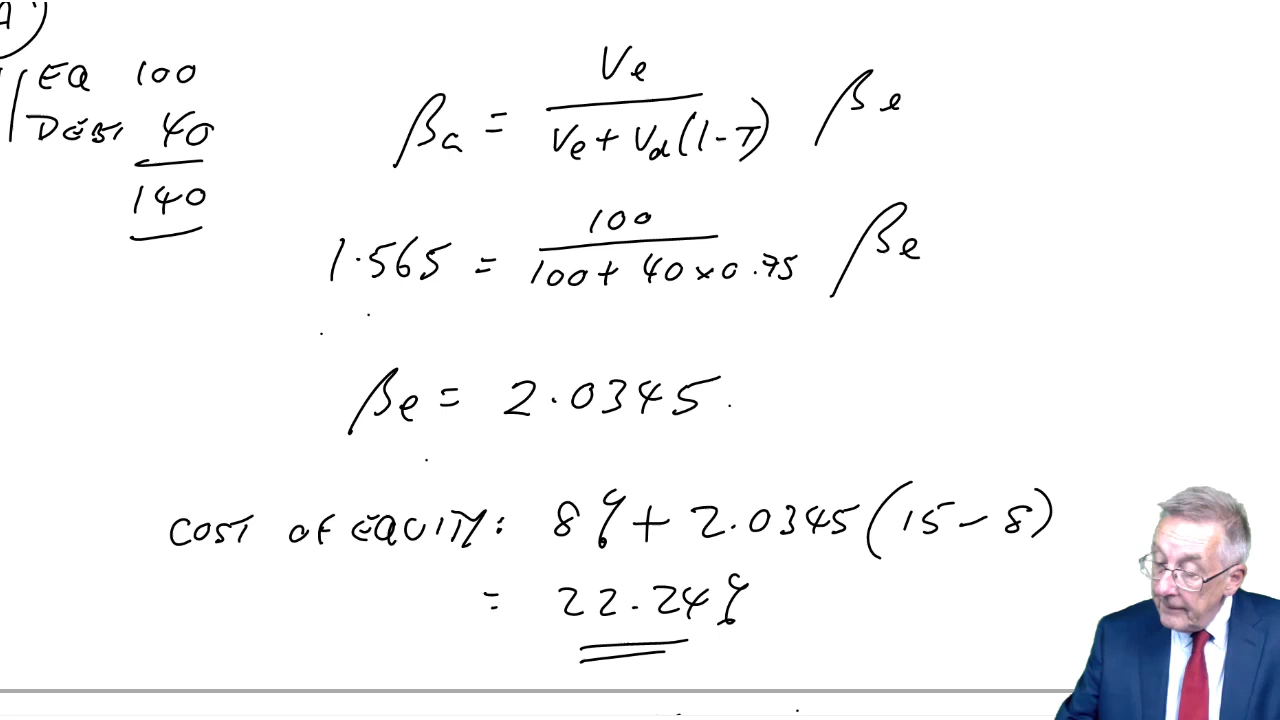 A
EQ 100
DEBT 40
140
βa = Ve / (Ve + Vd(1-T)) βe
1.565 = 100 / (100 + 40 x 0.75) βe
βe = 2.0345
COST OF EQUITY: 8% + 2.0345(15 - 8)
= 22.24%